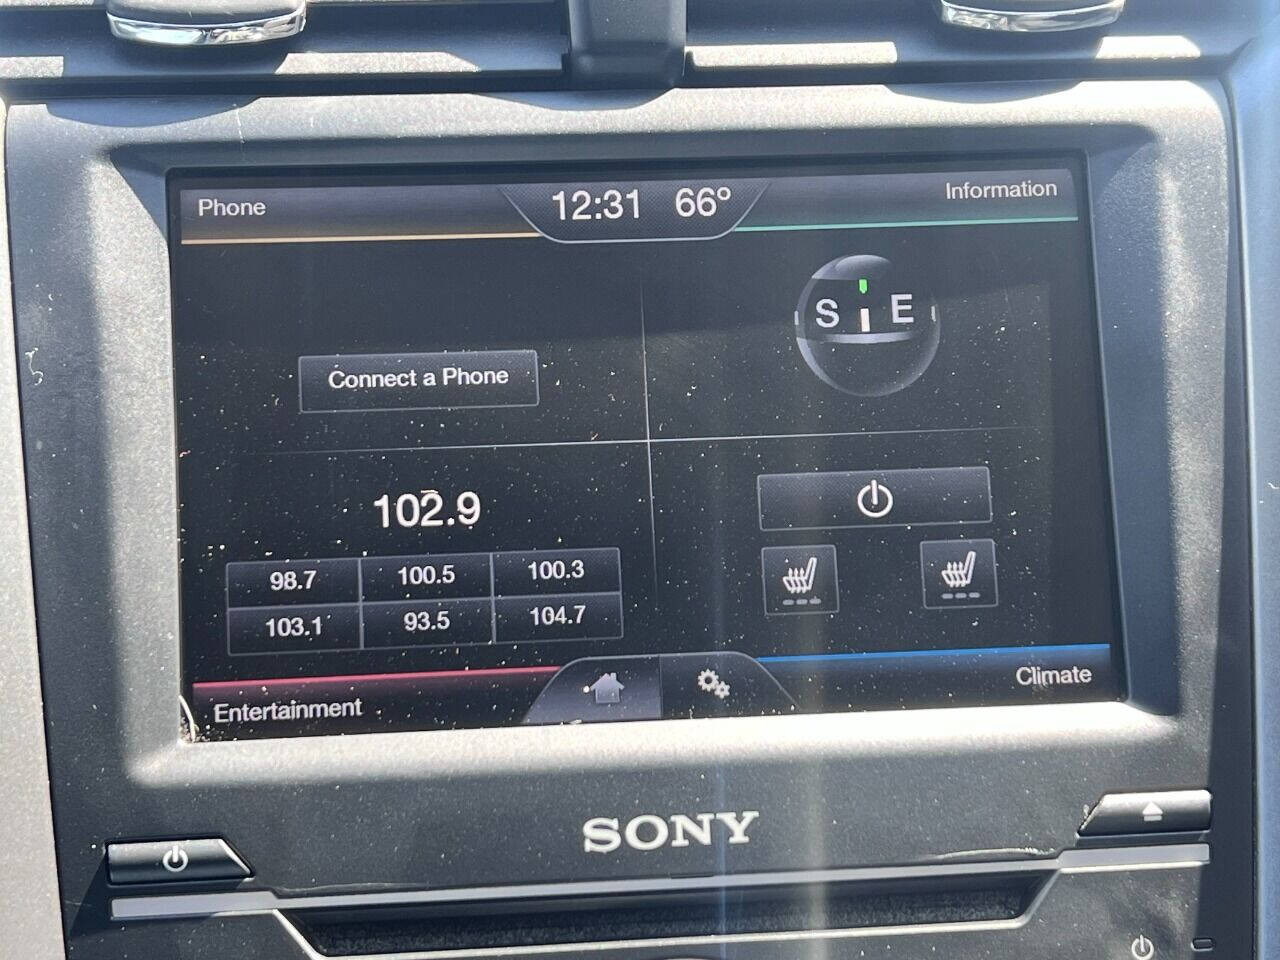 Phone
12:31 66°
Information
S E
Connect a Phone
102.9
98.7 100.5 100.3
103.1 93.5 104.7
Entertainment
Climate
SONY